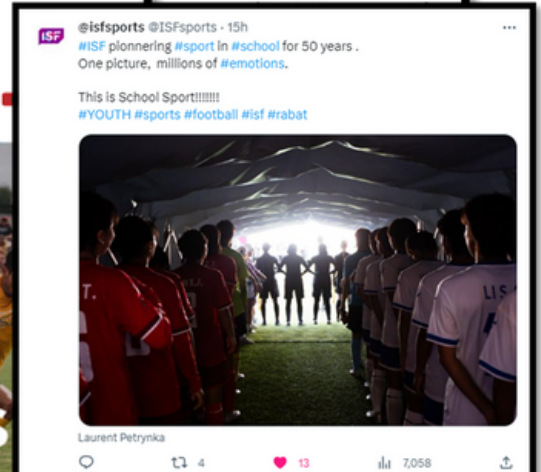 ISF @isfsports @ISFsports · 15h
#ISF pionnering #sport in #school for 50 years .
One picture, millions of #emotions.
This is School Sport!!!!!!!!
#YOUTH #sports #football #isf #rabat
T.
LIS
Laurent Petrynka
4 13 7,058